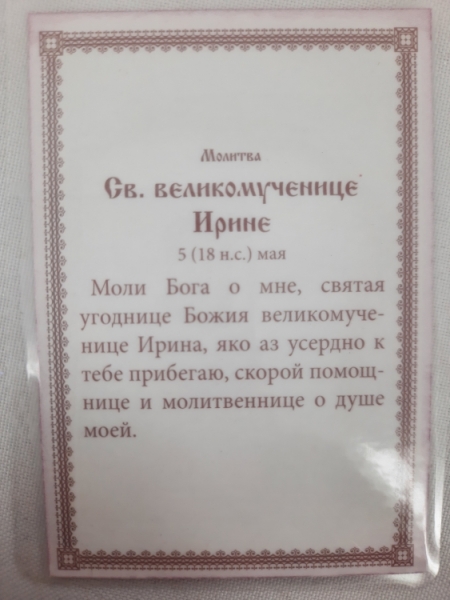 Молитва
Св. великомученице
Ирине
5 (18 н.с.) мая
Моли Бога о мне, святая
угоднице Божия великомуче-
нице Ирина, яко аз усердно к
тебе прибегаю, скорой помощ-
нице и молитвеннице о душе
моей.